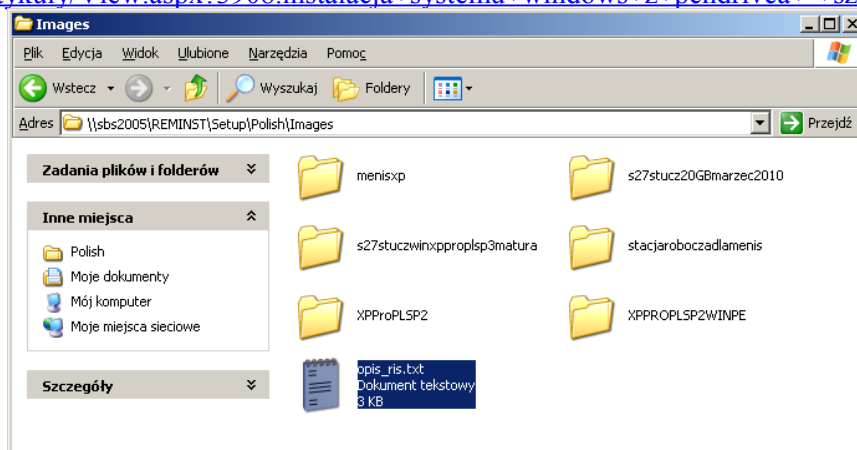 Images
Plik Edycja Widok Ulubione Narzędzia Pomoc
Wstecz Wyszukaj Foldery
Adres \\sbs2005\REMINST\Setup\Polish\Images Przejdź
Zadania plików i folderów
Inne miejsca
Polish
Moje dokumenty
Mój komputer
Moje miejsca sieciowe
Szczegóły
menisxp
s27stucz20GBmarzec2010
s27stuczwinxpproplsp3matura
stacjaroboczadlamenis
XPProPLSP2
XPPROPLSP2WINPE
opis_ris.txt
Dokument tekstowy
3 KB